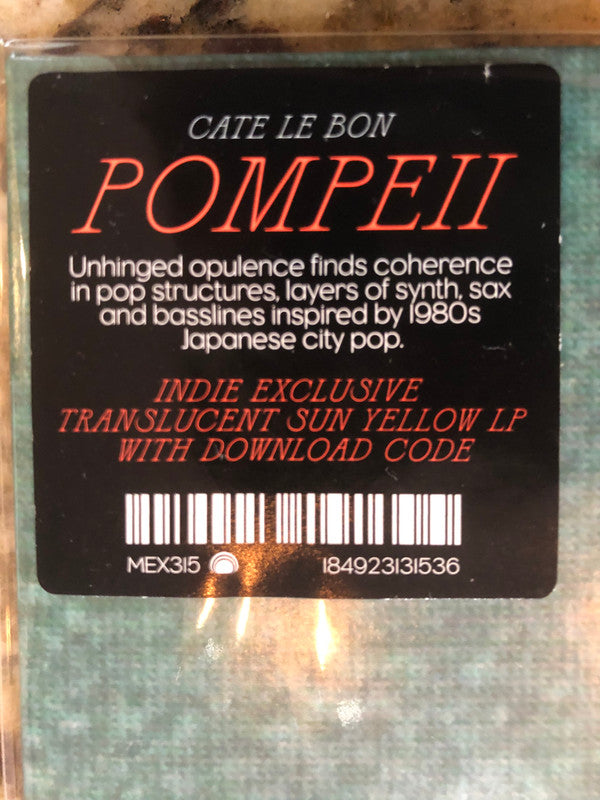 CATE LE BON
POMPEII
Unhinged opulence finds coherence
in pop structures, layers of synth, sax
and basslines inspired by 1980s
Japanese city pop.
INDIE EXCLUSIVE
TRANSLUCENT SUN YELLOW LP
WITH DOWNLOAD CODE
MEX315 184923131536